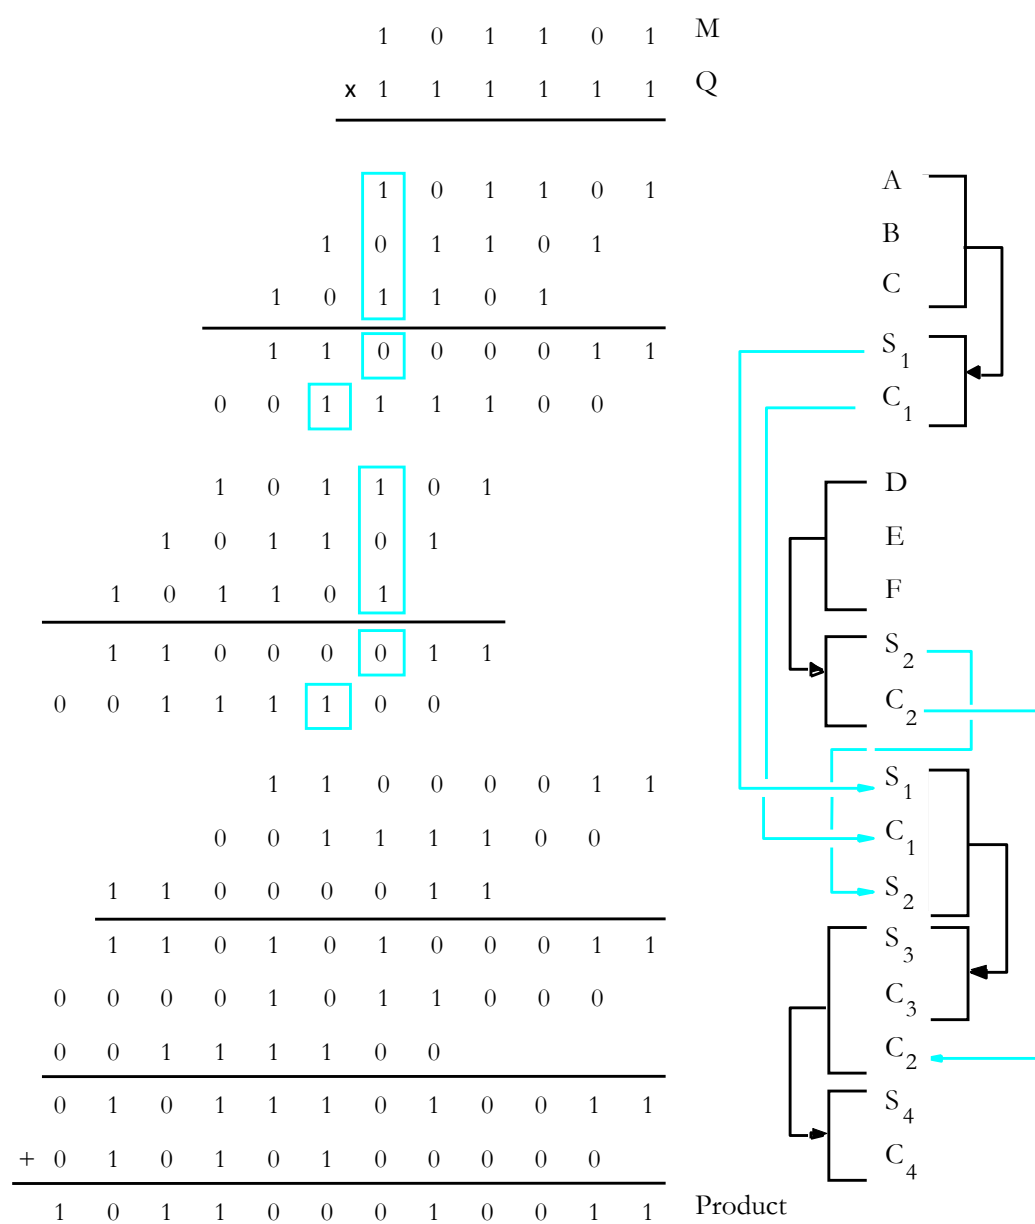 1 0 1 1 0 1 M
x 1 1 1 1 1 1 Q
1 0 1 1 0 1 A
1 0 1 1 0 1 B
1 0 1 1 0 1 C
1 1 0 0 0 0 1 1 S1
0 0 1 1 1 1 0 0 C1
1 0 1 1 0 1 D
1 0 1 1 0 1 E
1 0 1 1 0 1 F
1 1 0 0 0 0 1 1 S2
0 0 1 1 1 1 0 0 C2
1 1 0 0 0 0 1 1 S1
0 0 1 1 1 1 0 0 C1
1 1 0 0 0 0 1 1 S2
1 1 0 1 0 1 0 0 0 1 1 S3
0 0 0 0 1 0 1 1 0 0 0 C3
0 0 1 1 1 1 0 0 C2
0 1 0 1 1 1 0 1 0 0 1 1 S4
+ 0 1 0 1 0 1 0 0 0 0 0 C4
1 0 1 1 0 0 0 1 0 0 1 1 Product